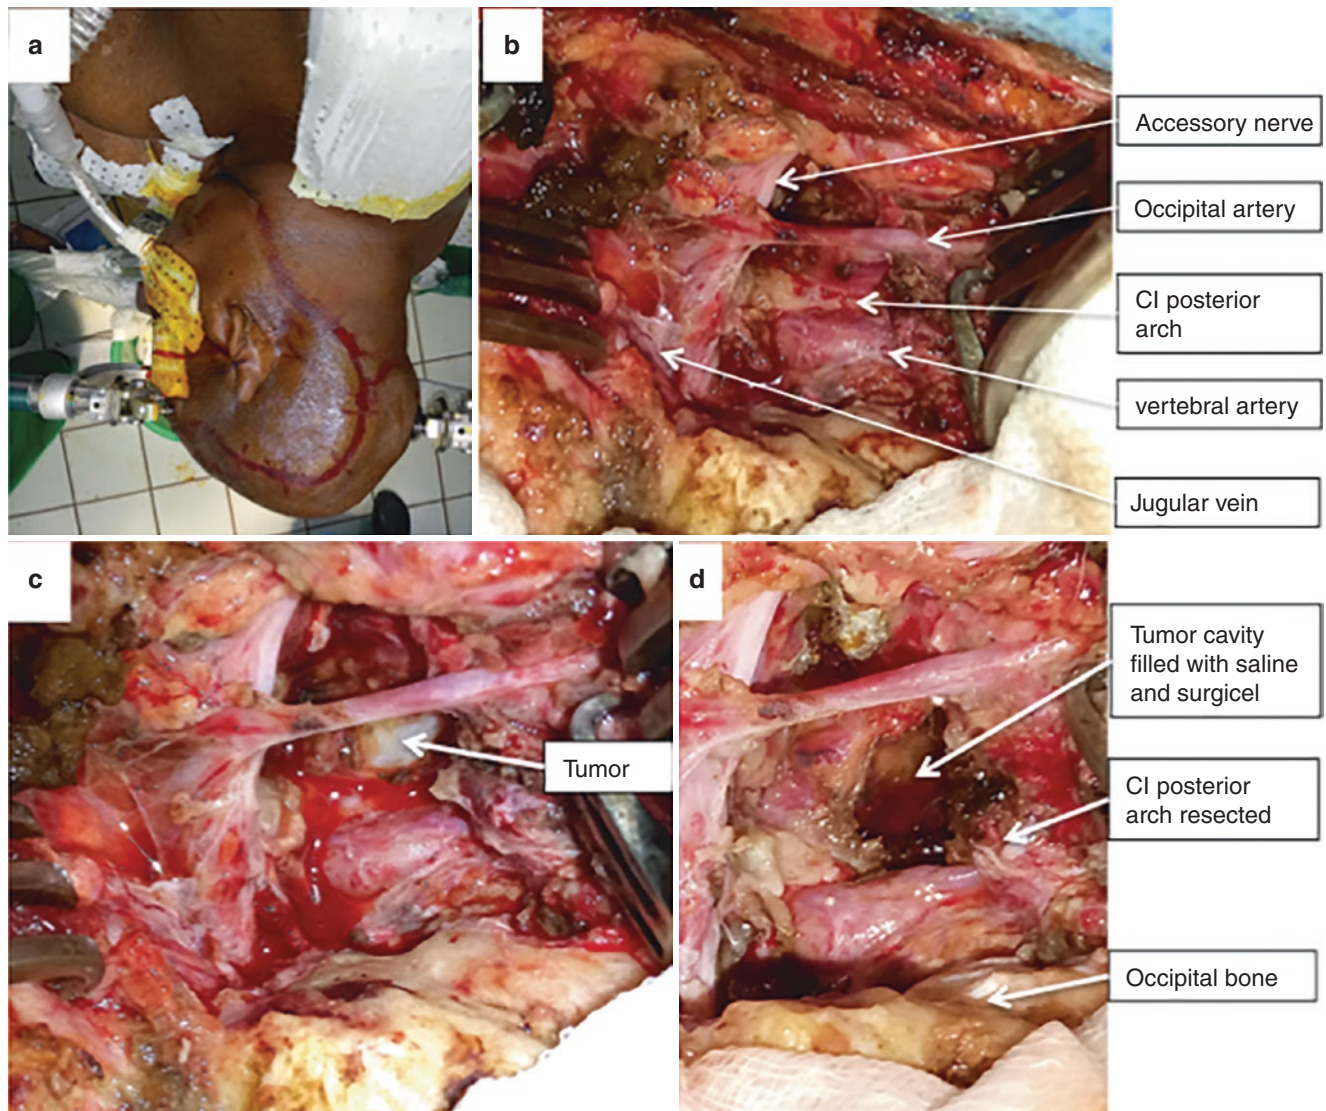 a
b
Accessory nerve
Occipital artery
CI posterior
arch
vertebral artery
Jugular vein
c
Tumor
d
Tumor cavity
filled with saline
and surgicel
CI posterior
arch resected
Occipital bone